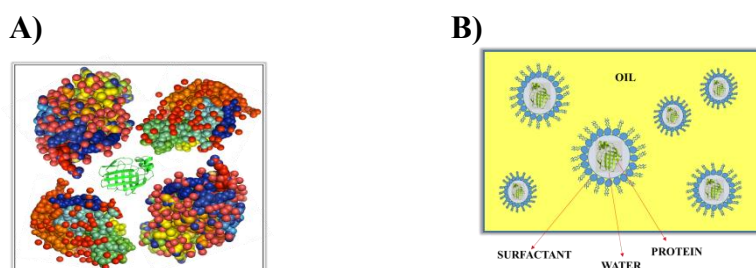 A)
B)
OIL
SURFACTANT
WATER
PROTEIN